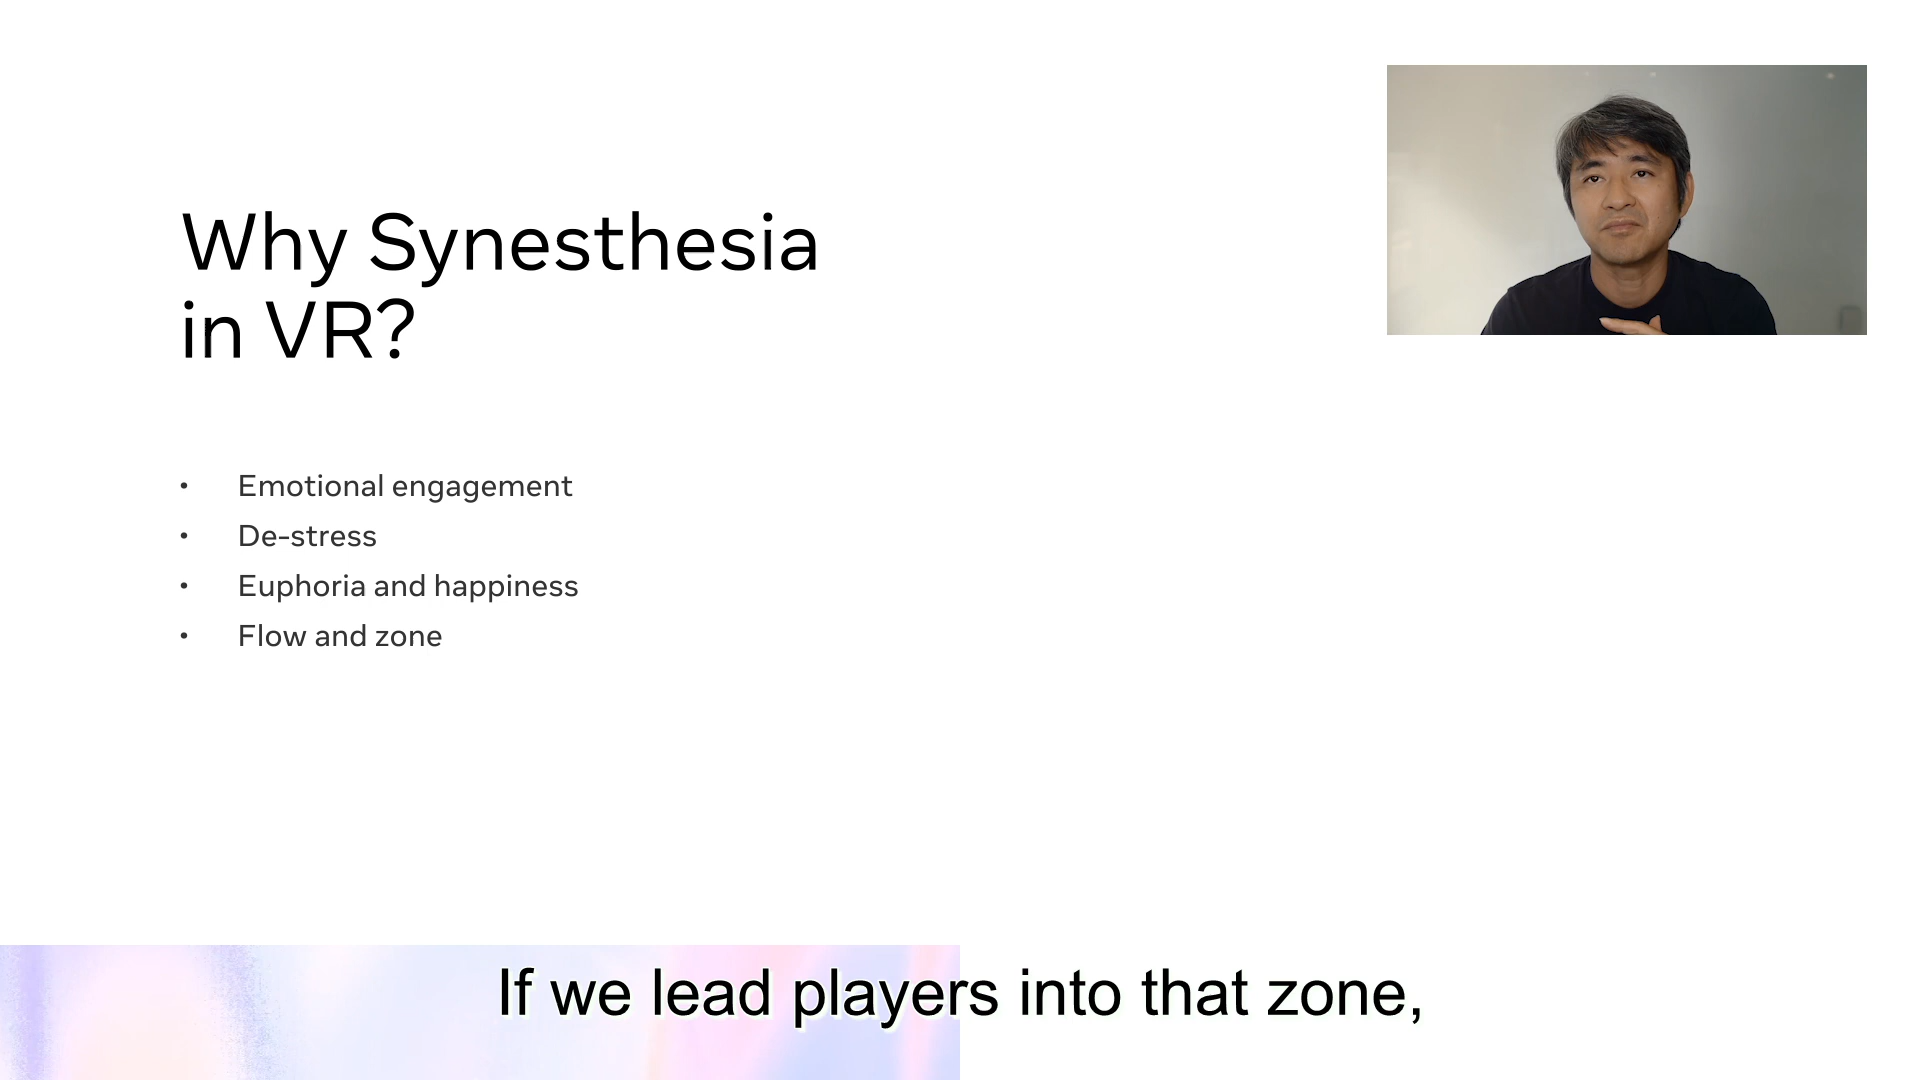 Why Synesthesia
in VR?
• Emotional engagement
• De-stress
• Euphoria and happiness
• Flow and zone
If we lead players into that zone,